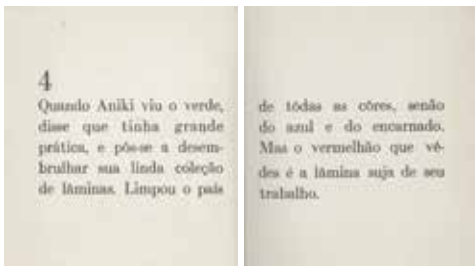 4
Quando Aniki viu o verde,
disse que tinha grande
prática, e pôs-se a desem-
brulhar sua linda coleção
de lâminas. Limpou o país
de tôdas as côres, senão
do azul e do encarnado.
Mas o vermelhão que vê-
des é a lâmina suja de seu
trabalho.